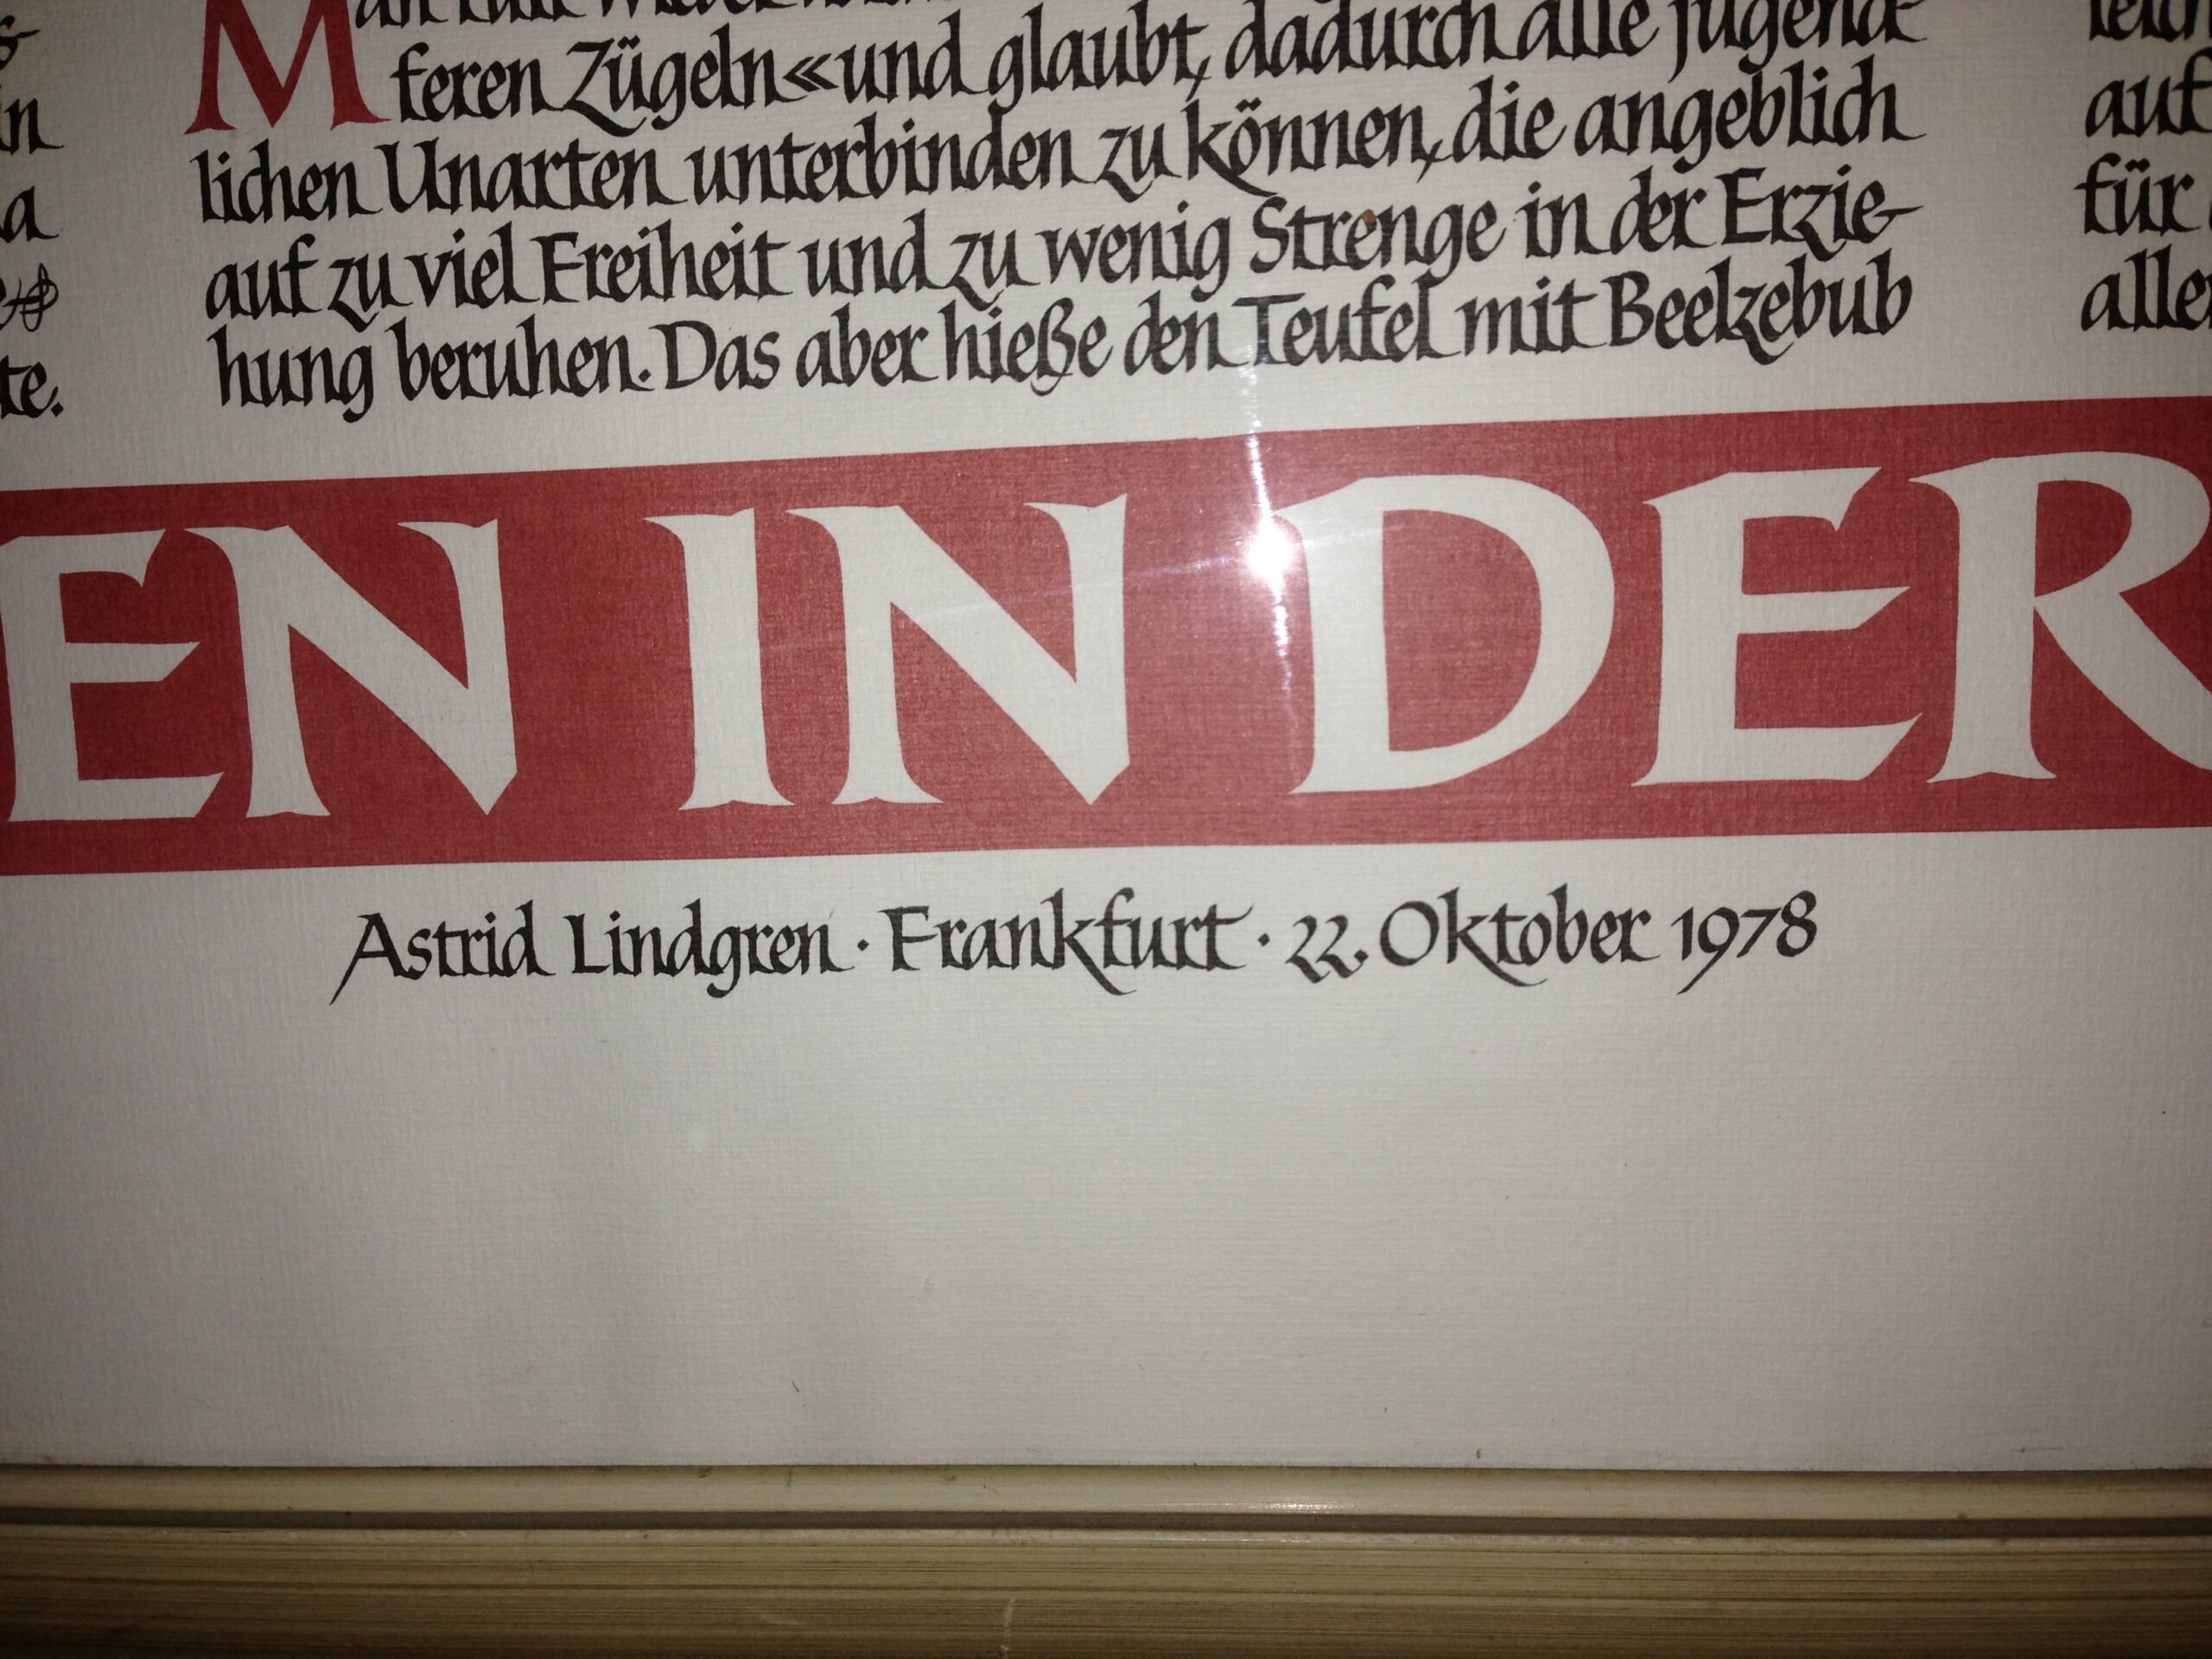 feren Zügeln« und glaubt, dadurch alle jugend-
lichen Unarten unterbinden zu können, die angeblich
auf zu viel Freiheit und zu wenig Strenge in der Erzie-
hung beruhen. Das aber hieße den Teufel mit Beelzebub
auf
für
EN IN DER
Astrid Lindgren · Frankfurt · 22. Oktober 1978